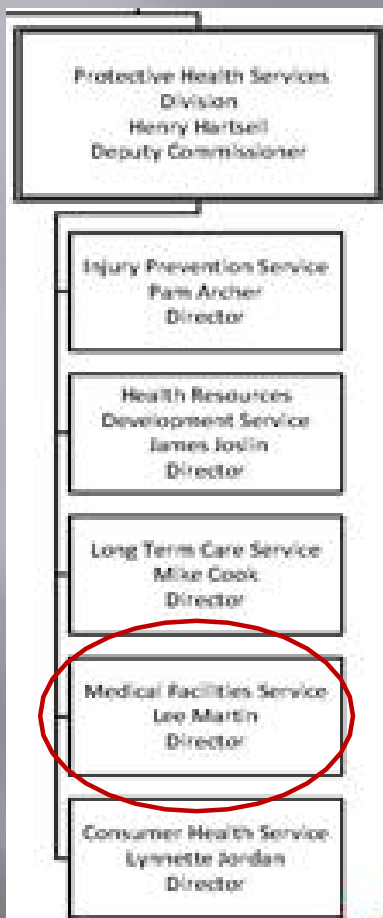 Protective Health Services
Division
Henry Hartsell
Deputy Commissioner
Injury Prevention Service
Pam Archer
Director
Health Resources
Development Service
James Joslin
Director
Long Term Care Service
Mike Cook
Director
Medical Facilities Service
Lee Martin
Director
Consumer Health Service
Lynnette Jordan
Director